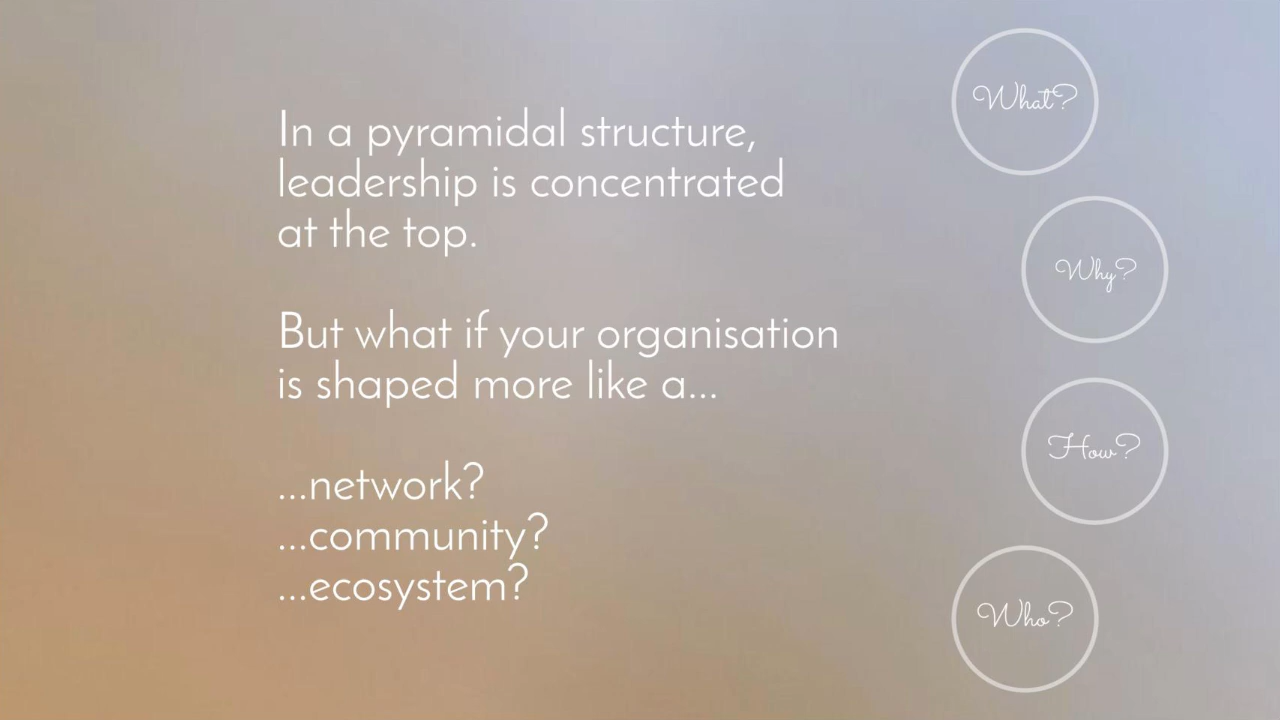 In a pyramidal structure,
leadership is concentrated
at the top.
But what if your organisation
is shaped more like a...
...network?
...community?
...ecosystem?
What?
Why?
How?
Who?